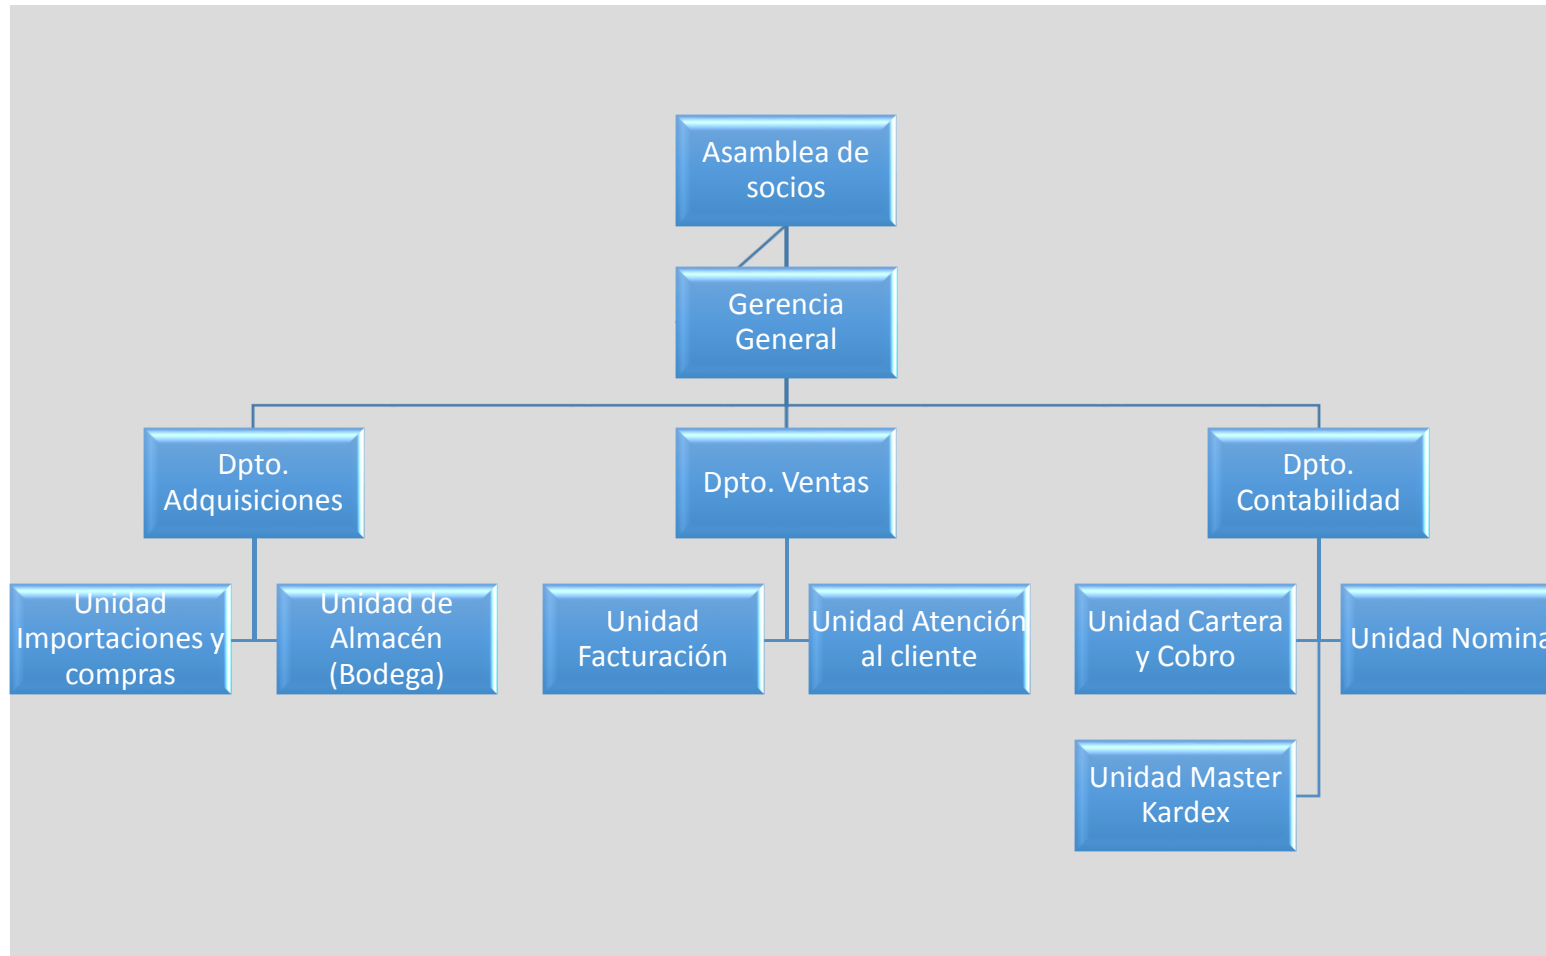 Asamblea de
socios
Gerencia
General
Dpto.
Adquisiciones
Dpto. Ventas
Dpto.
Contabilidad
Unidad
Importaciones y
compras
Unidad de
Almacén
(Bodega)
Unidad
Facturación
Unidad Atención
al cliente
Unidad Cartera
y Cobro
Unidad Nomina
Unidad Master
Kardex